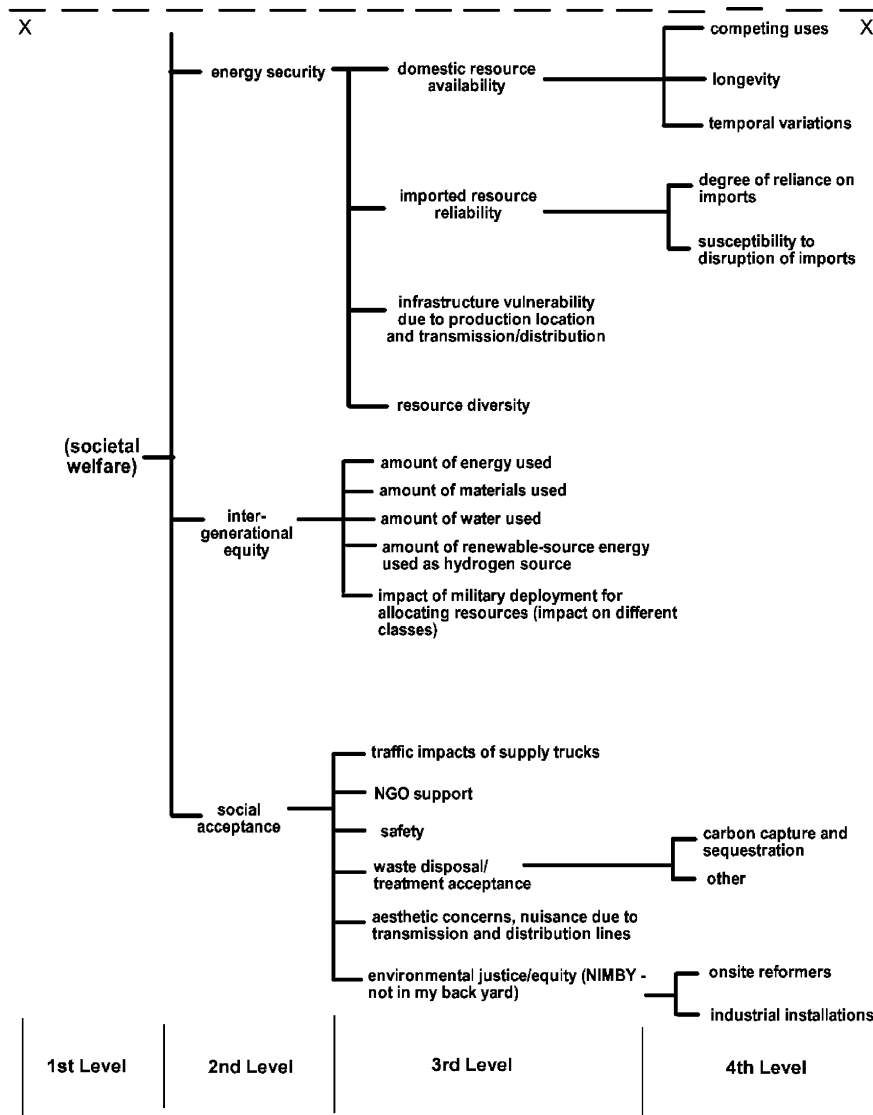 X
X
competing uses
energy security
domestic resource
availability
longevity
temporal variations
imported resource
reliability
degree of reliance on
imports
susceptibility to
disruption of imports
infrastructure vulnerability
due to production location
and transmission/distribution
resource diversity
(societal
welfare)
inter-
generational
equity
amount of energy used
amount of materials used
amount of water used
amount of renewable-source energy
used as hydrogen source
impact of military deployment for
allocating resources (impact on different
classes)
social
acceptance
traffic impacts of supply trucks
NGO support
safety
waste disposal/
treatment acceptance
carbon capture and
sequestration
other
aesthetic concerns, nuisance due to
transmission and distribution lines
environmental justice/equity (NIMBY -
not in my back yard)
onsite reformers
industrial installations
1st Level
2nd Level
3rd Level
4th Level